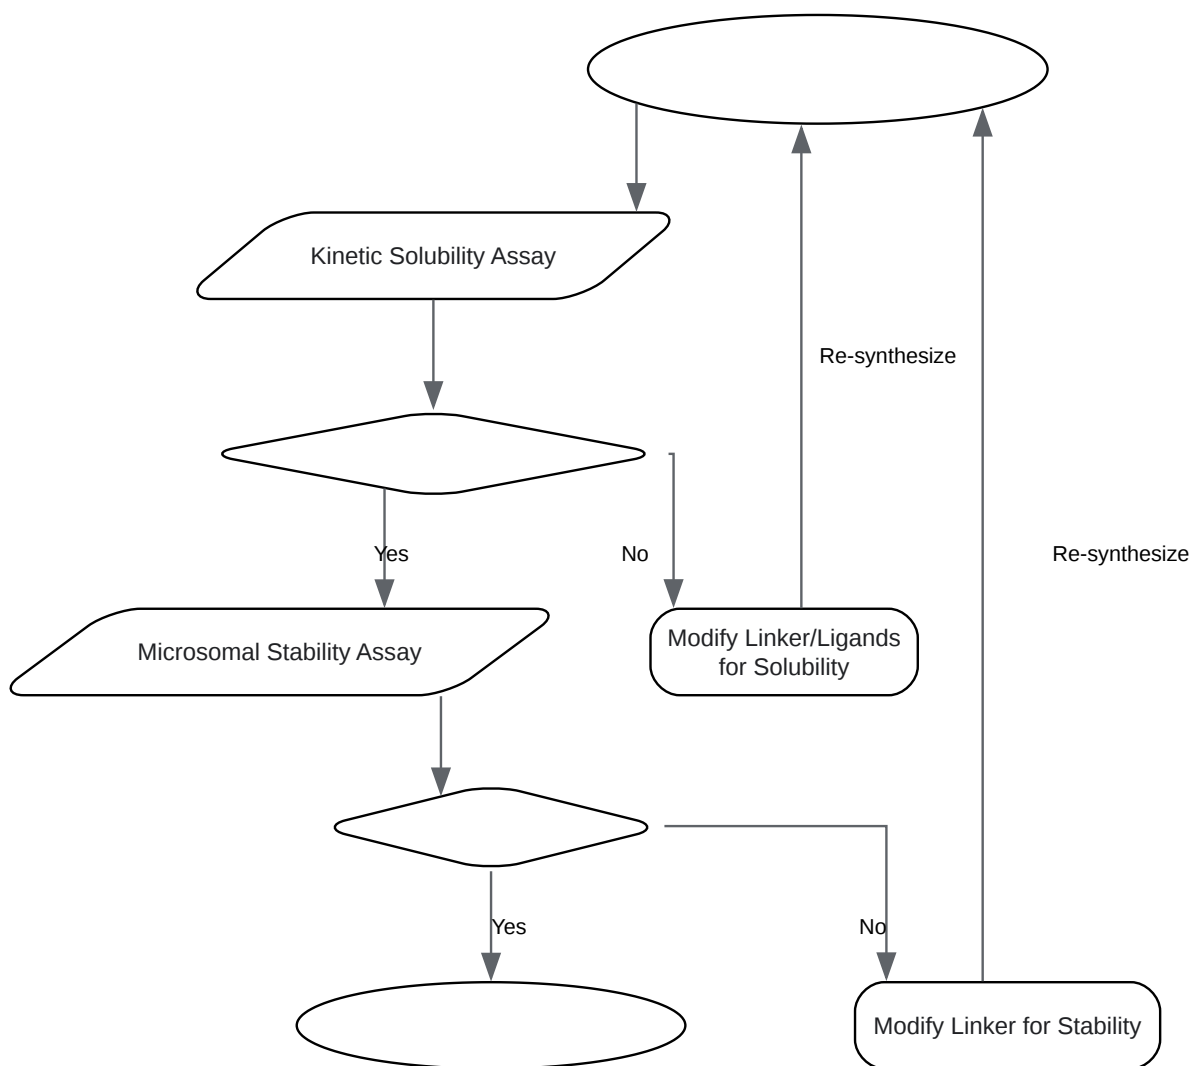 Kinetic Solubility Assay
Re-synthesize
Yes
No
Re-synthesize
Microsomal Stability Assay
Modify Linker/Ligands
for Solubility
Yes
No
Modify Linker for Stability